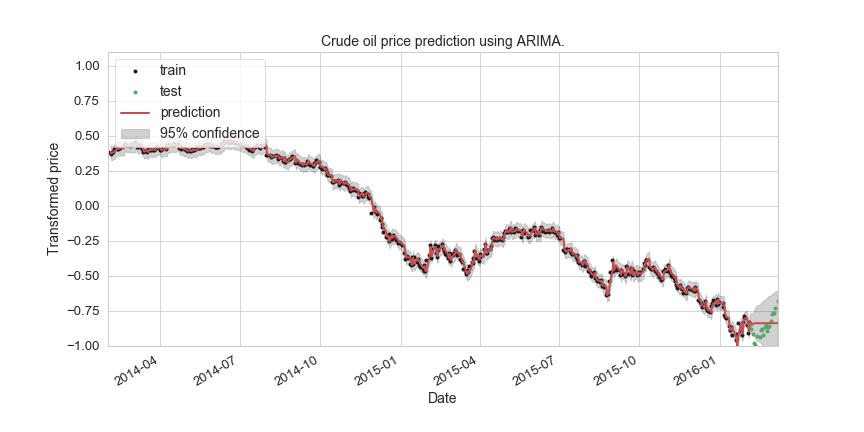 Crude oil price prediction using ARIMA.
1.00
0.75
0.50
0.25
0.00
−0.25
−0.50
−0.75
−1.00
Transformed price
train
test
prediction
95% confidence
2014-04
2014-07
2014-10
2015-01
2015-04
2015-07
2015-10
2016-01
Date